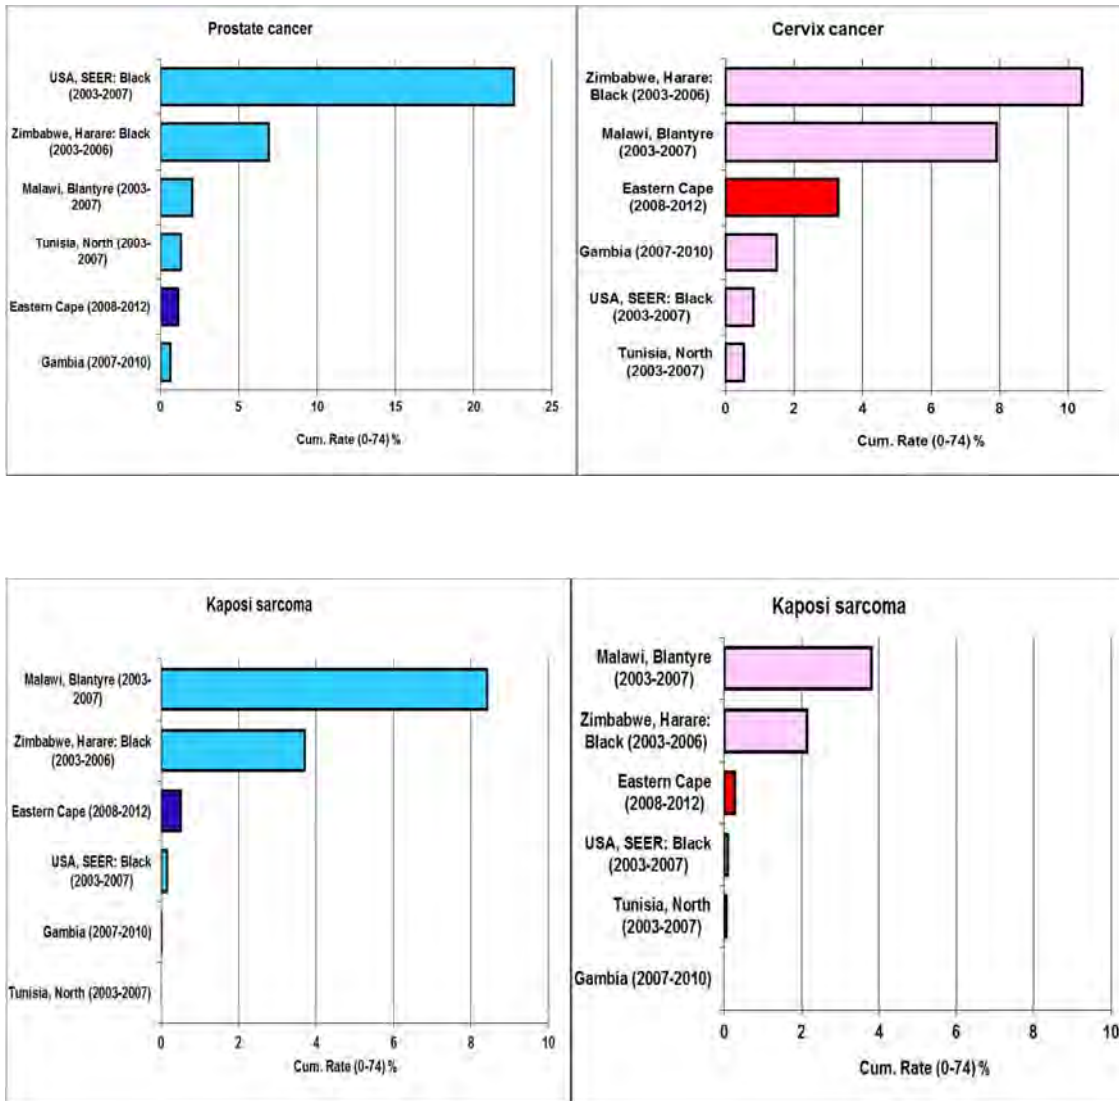 Prostate cancer
USA, SEER: Black
(2003-2007)
Zimbabwe, Harare: Black
(2003-2006)
Malawi, Blantyre (2003-
2007)
Tunisia, North (2003-
2007)
Eastern Cape (2008-2012)
Gambia (2007-2010)
0 5 10 15 20 25
Cum. Rate (0-74) %
Cervix cancer
Zimbabwe, Harare:
Black (2003-2006)
Malawi, Blantyre
(2003-2007)
Eastern Cape
(2008-2012)
Gambia (2007-2010)
USA, SEER: Black
(2003-2007)
Tunisia, North
(2003-2007)
0 2 4 6 8 10
Cum. Rate (0-74) %
Kaposi sarcoma
Malawi, Blantyre (2003-
2007)
Zimbabwe, Harare: Black
(2003-2006)
Eastern Cape (2008-2012)
USA, SEER: Black
(2003-2007)
Gambia (2007-2010)
Tunisia, North (2003-2007)
0 2 4 6 8 10
Cum. Rate (0-74) %
Kaposi sarcoma
Malawi, Blantyre
(2003-2007)
Zimbabwe, Harare:
Black (2003-2006)
Eastern Cape
(2008-2012)
USA, SEER: Black
(2003-2007)
Tunisia, North
(2003-2007)
Gambia (2007-2010)
0 2 4 6 8 10
Cum. Rate (0-74) %